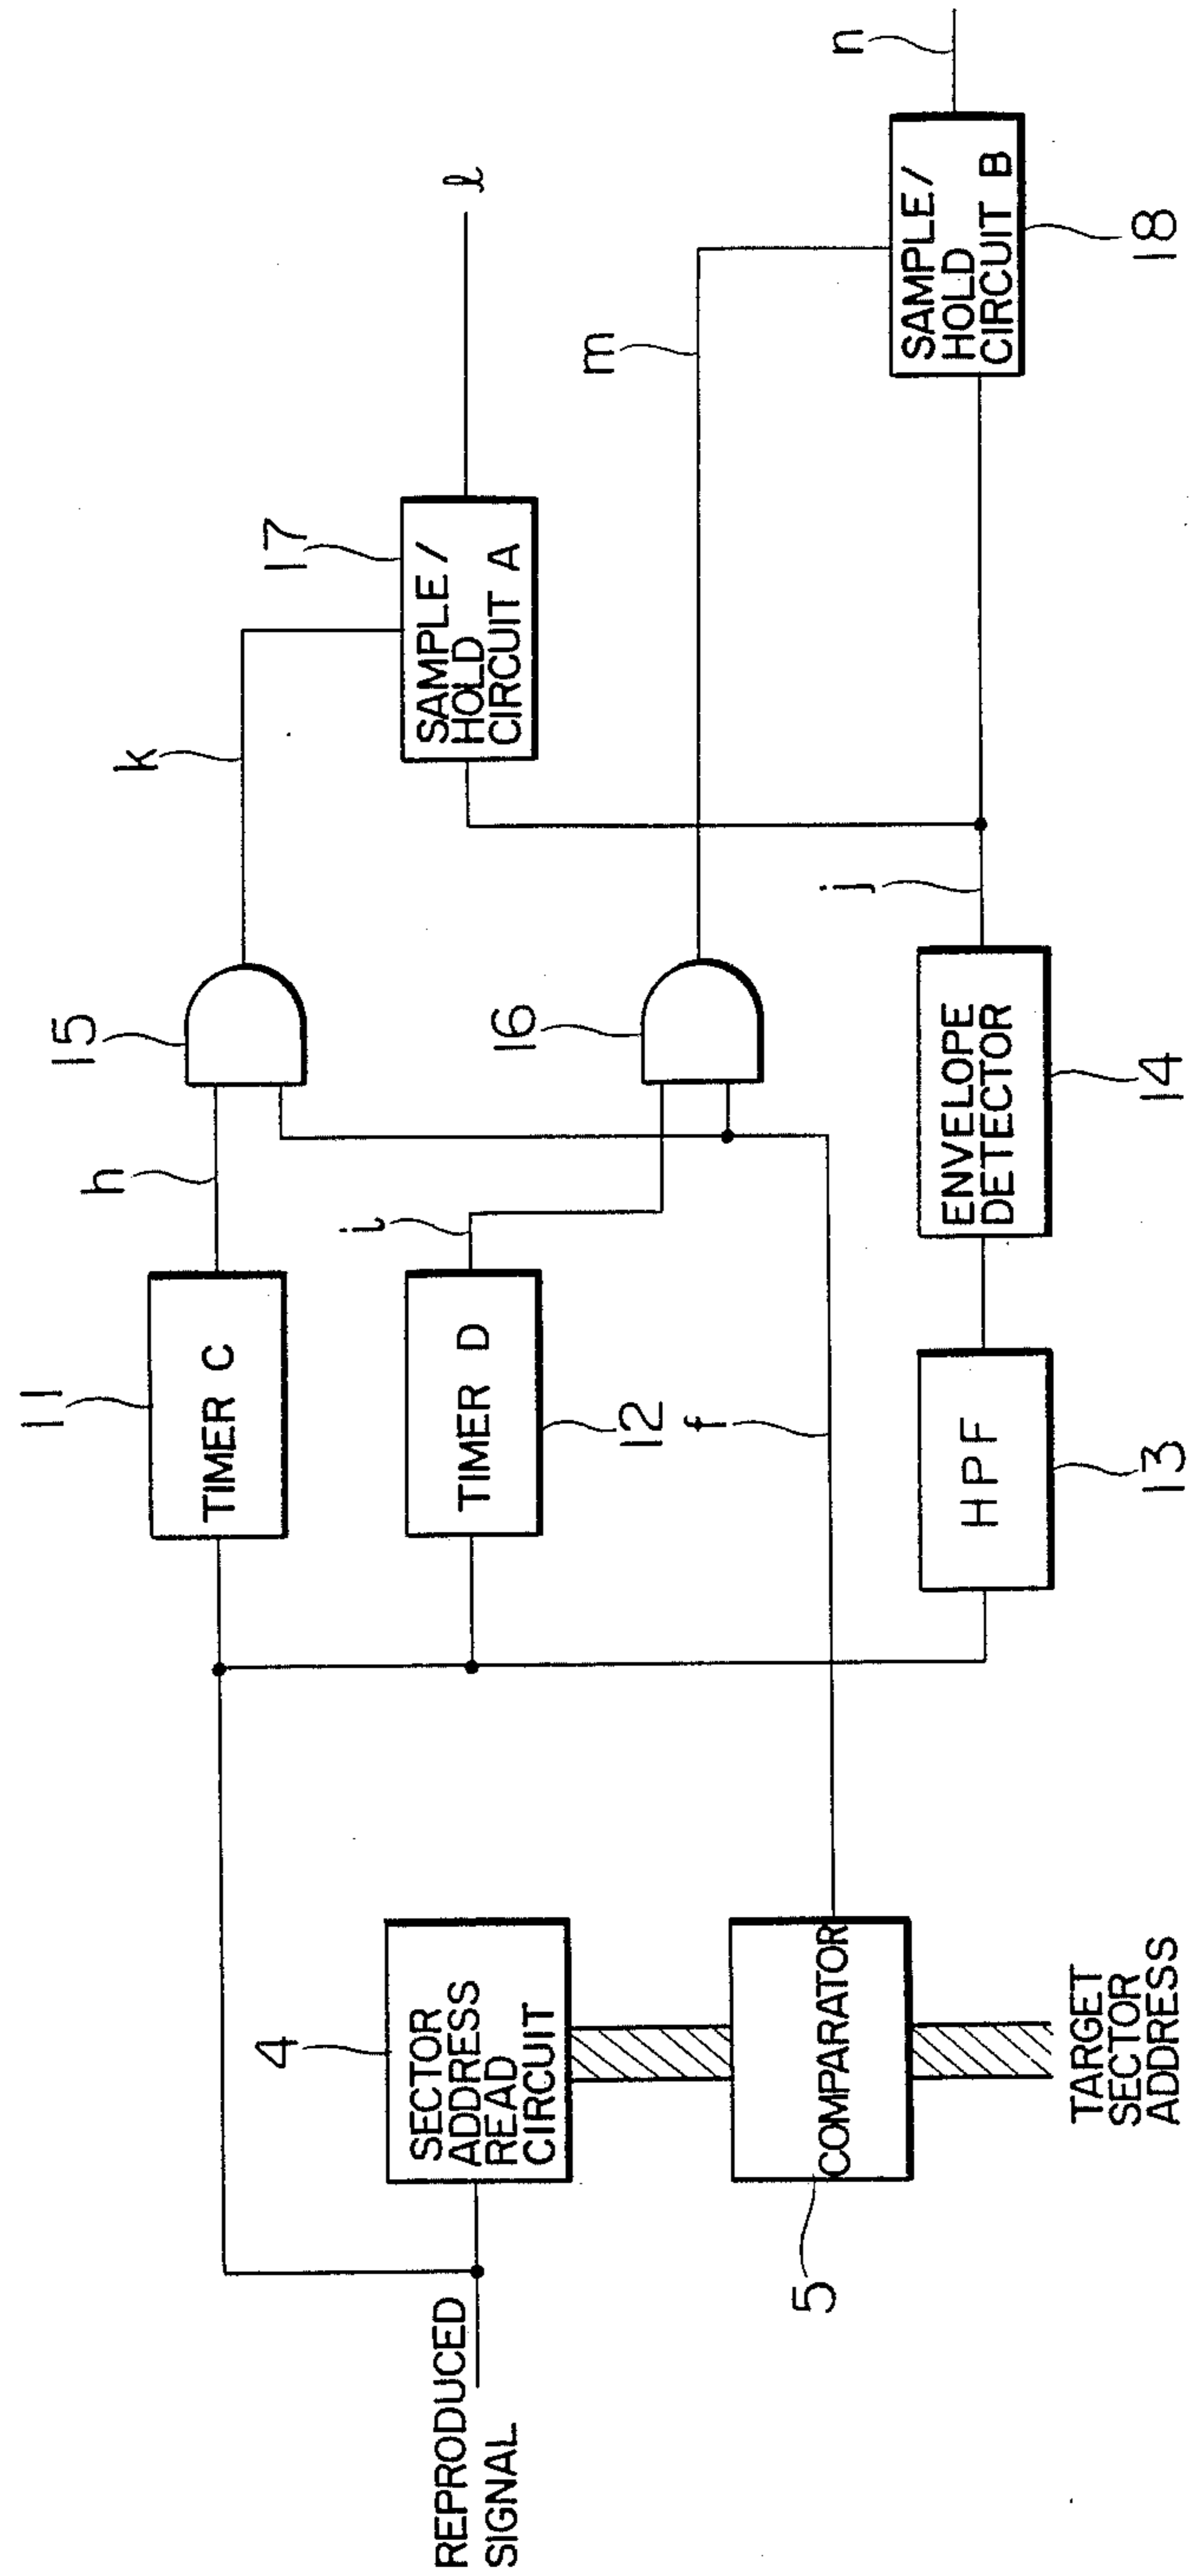 REPRODUCED
SIGNAL
4
SECTOR
ADDRESS
READ
CIRCUIT
5
COMPARATOR
TARGET
SECTOR
ADDRESS
11
TIMER C
h
TIMER D
12
i
f
HPF
13
15
16
ENVELOPE
DETECTOR
14
j
k
17
SAMPLE/
HOLD
CIRCUIT A
ℓ
m
SAMPLE/
HOLD
CIRCUIT B
18
n